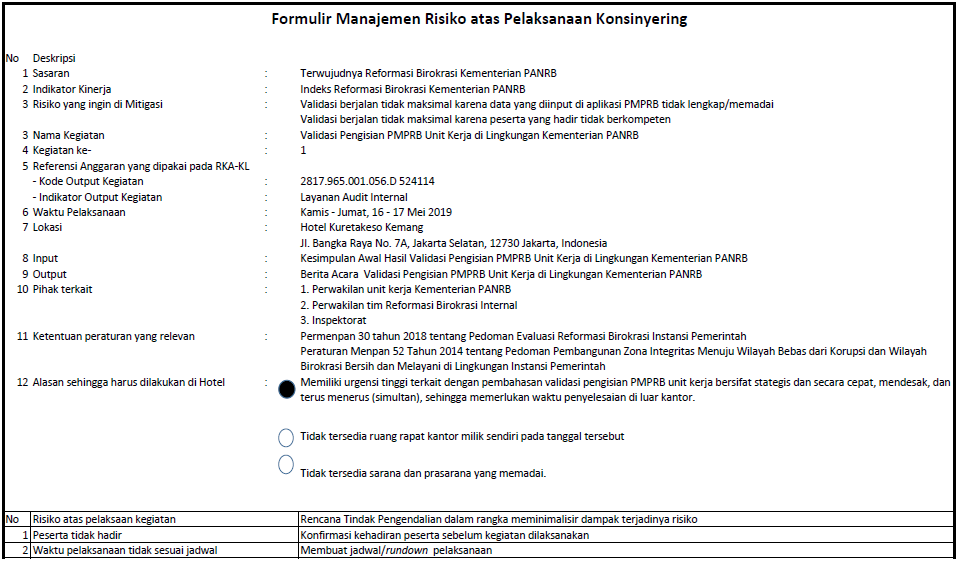 Formulir Manajemen Risiko atas Pelaksanaan Konsinyering
No Deskripsi
1 Sasaran : Terwujudnya Reformasi Birokrasi Kementerian PANRB
2 Indikator Kinerja : Indeks Reformasi Birokrasi Kementerian PANRB
3 Risiko yang ingin di Mitigasi : Validasi berjalan tidak maksimal karena data yang diinput di aplikasi PMPRB tidak lengkap/memadai
Validasi berjalan tidak maksimal karena peserta yang hadir tidak berkompeten
3 Nama Kegiatan : Validasi Pengisian PMPRB Unit Kerja di Lingkungan Kementerian PANRB
4 Kegiatan ke- : 1
5 Referensi Anggaran yang dipakai pada RKA-KL
- Kode Output Kegiatan : 2817.965.001.056.D 524114
- Indikator Output Kegiatan : Layanan Audit Internal
6 Waktu Pelaksanaan : Kamis - Jumat, 16 - 17 Mei 2019
7 Lokasi : Hotel Kuretakeso Kemang
Jl. Bangka Raya No. 7A, Jakarta Selatan, 12730 Jakarta, Indonesia
8 Input : Kesimpulan Awal Hasil Validasi Pengisian PMPRB Unit Kerja di Lingkungan Kementerian PANRB
9 Output : Berita Acara Validasi Pengisian PMPRB Unit Kerja di Lingkungan Kementerian PANRB
10 Pihak terkait : 1. Perwakilan unit kerja Kementerian PANRB
2. Perwakilan tim Reformasi Birokrasi Internal
3. Inspektorat
11 Ketentuan peraturan yang relevan : Permenpan 30 tahun 2018 tentang Pedoman Evaluasi Reformasi Birokrasi Instansi Pemerintah
Peraturan Menpan 52 Tahun 2014 tentang Pedoman Pembangunan Zona Integritas Menuju Wilayah Bebas dari Korupsi dan Wilayah
Birokrasi Bersih dan Melayani di Lingkungan Instansi Pemerintah
12 Alasan sehingga harus dilakukan di Hotel : Memiliki urgensi tinggi terkait dengan pembahasan validasi pengisian PMPRB unit kerja bersifat stategis dan secara cepat, mendesak, dan
terus menerus (simultan), sehingga memerlukan waktu penyelesaian di luar kantor.
Tidak tersedia ruang rapat kantor milik sendiri pada tanggal tersebut
Tidak tersedia sarana dan prasarana yang memadai.
No Risiko atas pelaksaan kegiatan Rencana Tindak Pengendalian dalam rangka meminimalisir dampak terjadinya risiko
1 Peserta tidak hadir Konfirmasi kehadiran peserta sebelum kegiatan dilaksanakan
2 Waktu pelaksanaan tidak sesuai jadwal Membuat jadwal/rundown pelaksanaan